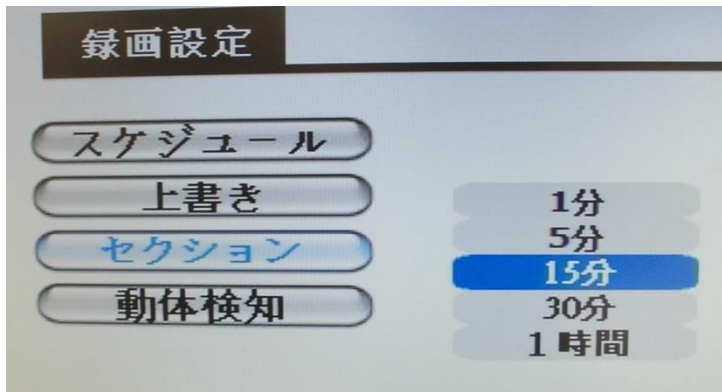 録画設定
スケジュール
上書き
セクション
動体検知
1分
5分
15分
30分
1時間